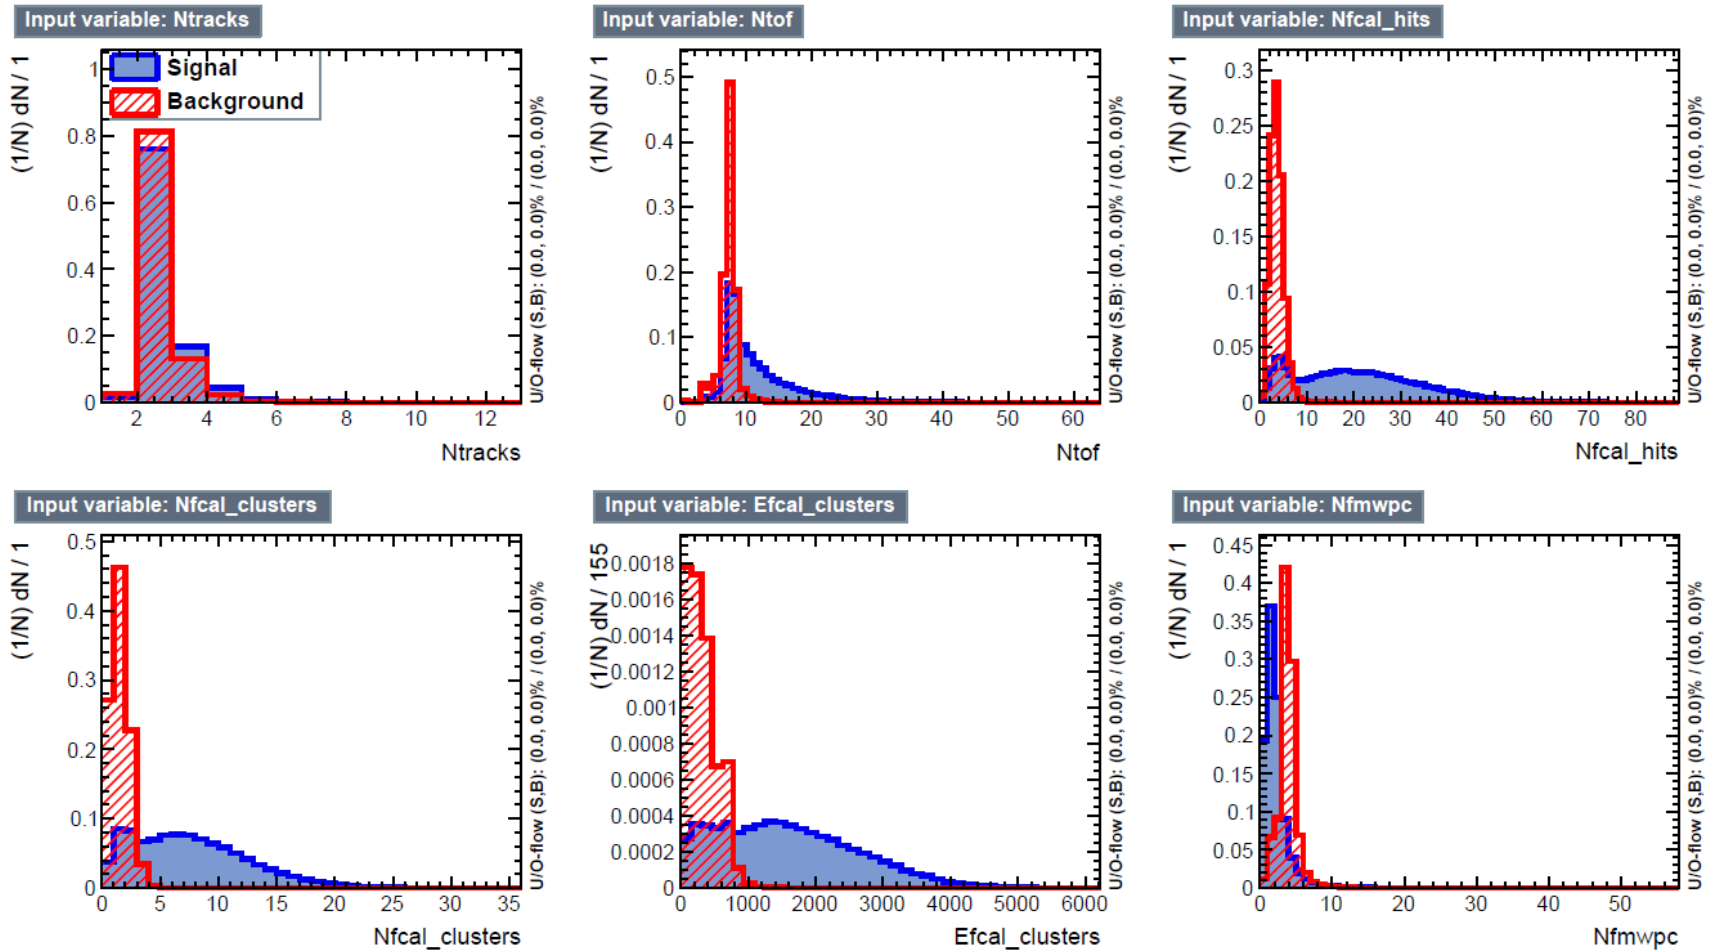 Input variable: Ntracks
(1/N) dN / 1
1
0.8
0.6
0.4
0.2
0
Signal
Background
2 4 6 8 10 12
Ntracks
U/O-flow (S,B): (0.0, 0.0)% / (0.0, 0.0)%
Input variable: Ntof
(1/N) dN / 1
0.5
0.4
0.3
0.2
0.1
0
0 10 20 30 40 50 60
Ntof
U/O-flow (S,B): (0.0, 0.0)% / (0.0, 0.0)%
Input variable: Nfcal_hits
(1/N) dN / 1
0.3
0.25
0.2
0.15
0.1
0.05
0
0 10 20 30 40 50 60 70 80
Nfcal_hits
U/O-flow (S,B): (0.0, 0.0)% / (0.0, 0.0)%
Input variable: Nfcal_clusters
(1/N) dN / 1
0.5
0.4
0.3
0.2
0.1
0
0 5 10 15 20 25 30 35
Nfcal_clusters
U/O-flow (S,B): (0.0, 0.0)% / (0.0, 0.0)%
Input variable: Efcal_clusters
(1/N) dN / 155
0.0018
0.0016
0.0014
0.0012
0.001
0.0008
0.0006
0.0004
0.0002
0
0 1000 2000 3000 4000 5000 6000
Efcal_clusters
U/O-flow (S,B): (0.0, 0.0)% / (0.0, 0.0)%
Input variable: Nfmwpc
(1/N) dN / 1
0.45
0.4
0.35
0.3
0.25
0.2
0.15
0.1
0.05
0
0 10 20 30 40 50
Nfmwpc
U/O-flow (S,B): (0.0, 0.0)% / (0.0, 0.0)%